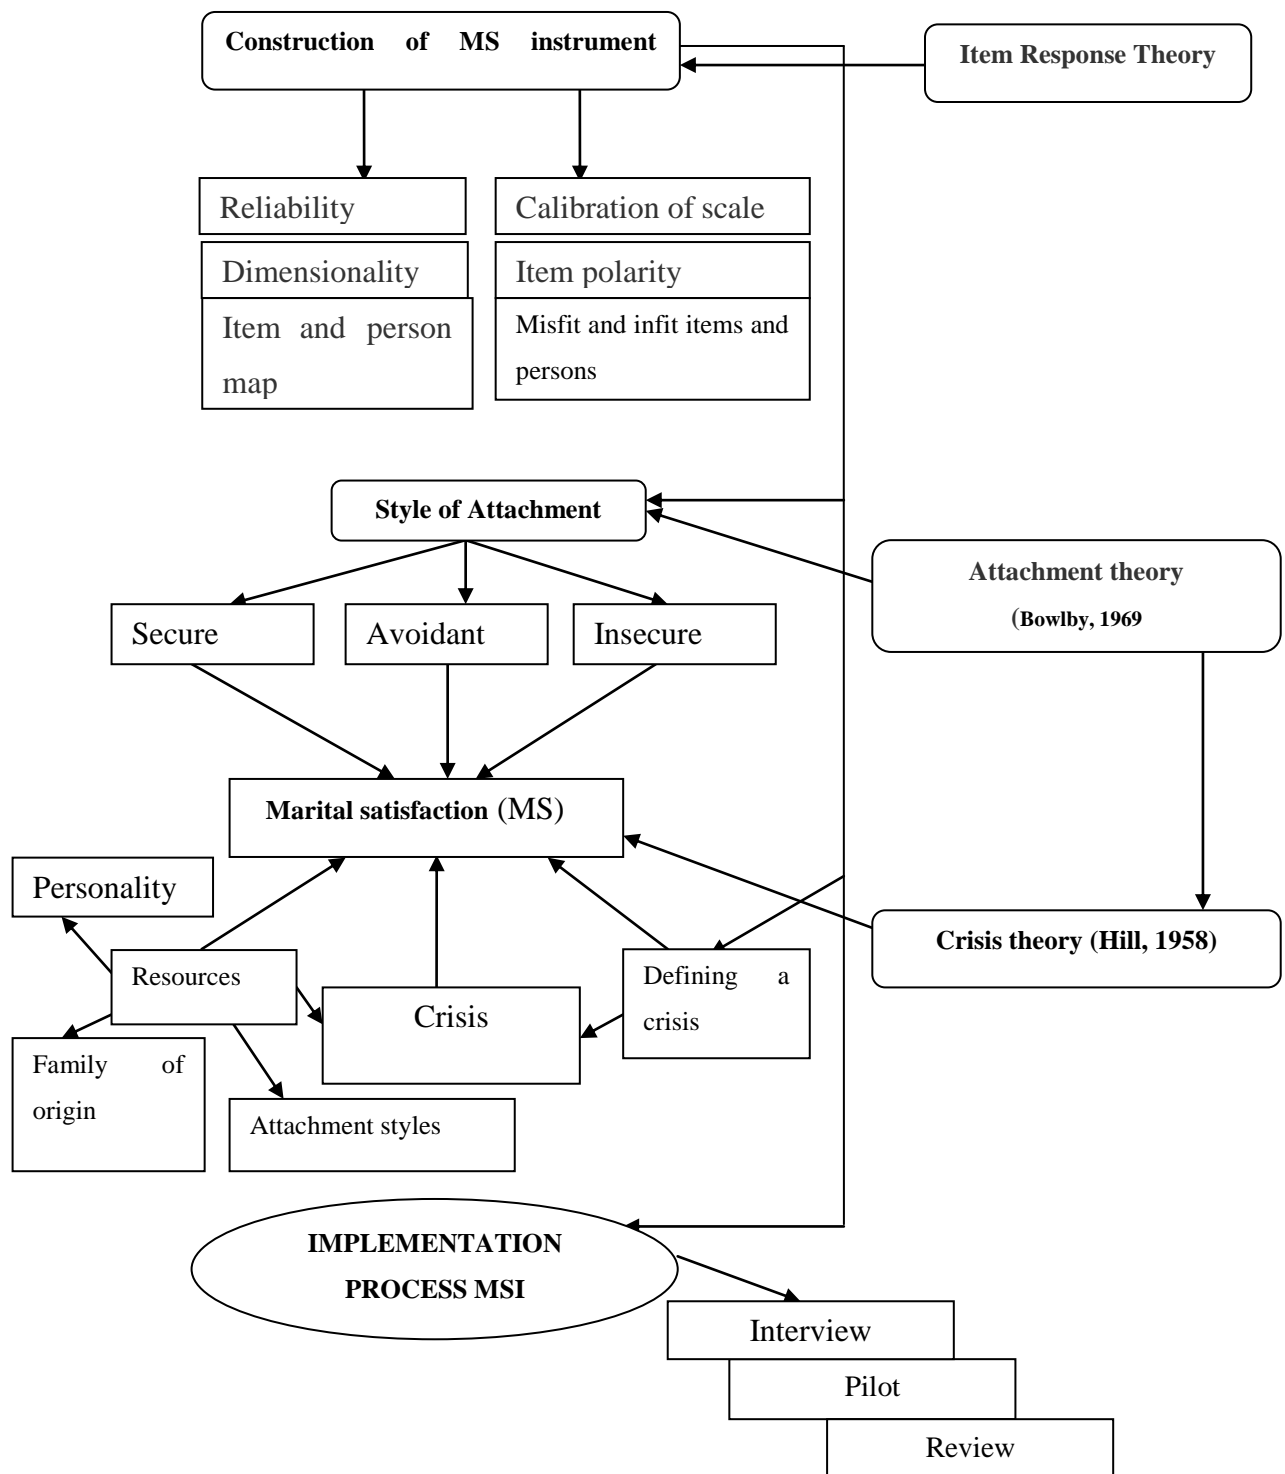 Construction of MS instrument
Item Response Theory
Reliability
Calibration of scale
Dimensionality
Item polarity
Item and person
map
Misfit and infit items and
persons
Style of Attachment
Attachment theory
(Bowlby, 1969
Secure
Avoidant
Insecure
Marital satisfaction (MS)
Personality
Crisis theory (Hill, 1958)
Resources
Defining a
crisis
Crisis
Family of
origin
Attachment styles
IMPLEMENTATION
PROCESS MSI
Interview
Pilot
Review